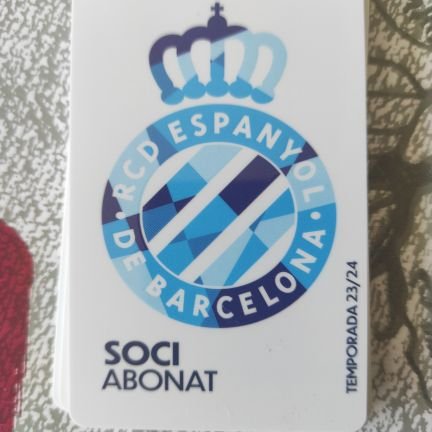 RCD ESPANYOL
DE BARCELONA
SOCI
ABONAT
TEMPORADA 23/24